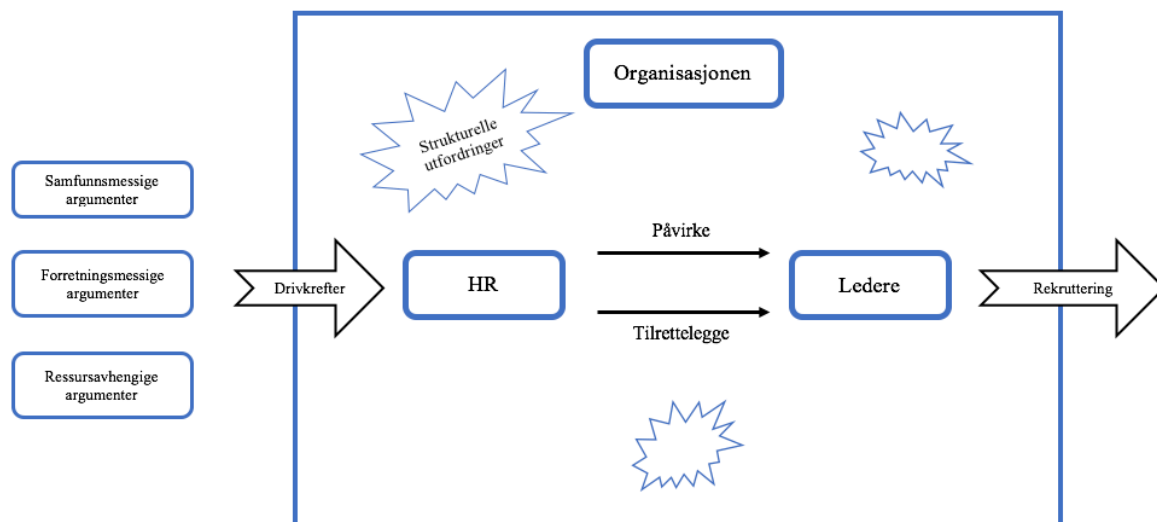 Organisasjonen
Strukturelle
utfordringer
Samfunnsmessige
argumenter
Forretningsmessige
argumenter
Ressursavhengige
argumenter
Drivkrefter
HR
Påvirke
Tilrettelegge
Ledere
Rekruttering